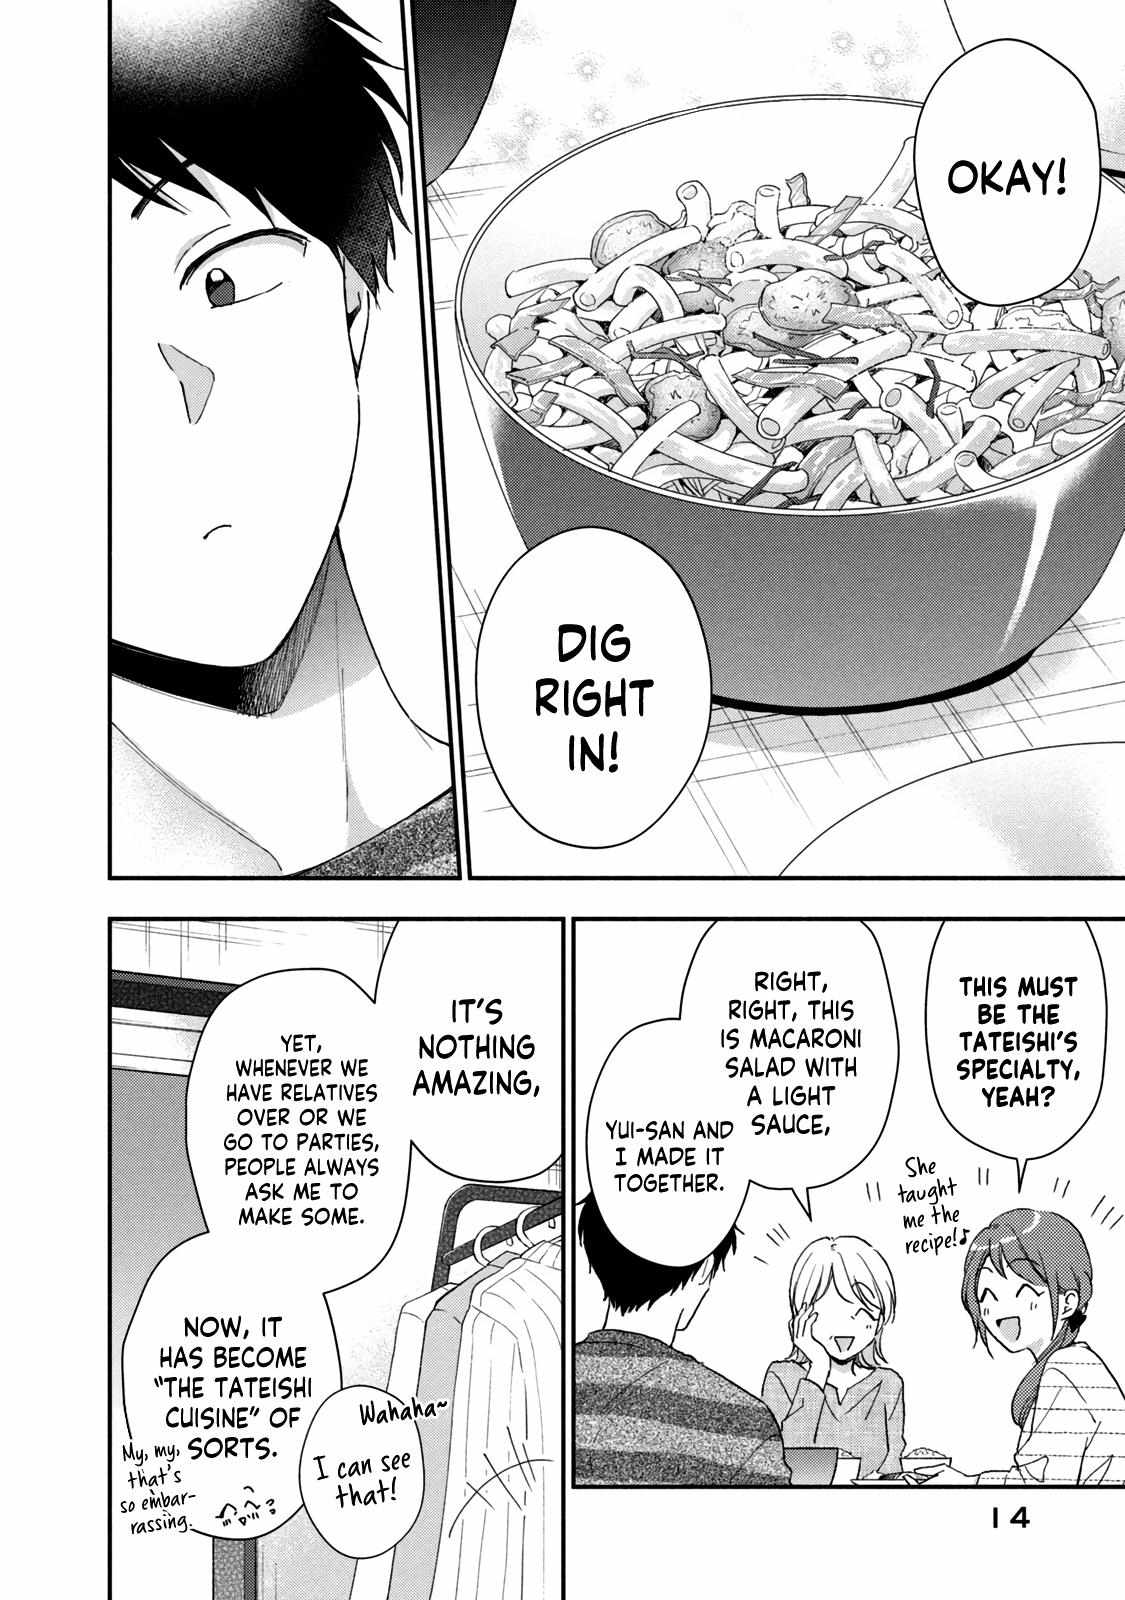 OKAY!
DIG
RIGHT
IN!
THIS MUST
BE THE
TATEISHI'S
SPECIALTY,
YEAH?
She
taught
me the
recipe!♪
RIGHT,
RIGHT, THIS
IS MACARONI
SALAD WITH
A LIGHT
SAUCE,
YUI-SAN AND
I MADE IT
TOGETHER.
IT'S
NOTHING
AMAZING,
YET,
WHENEVER WE
HAVE RELATIVES
OVER OR WE
GO TO PARTIES,
PEOPLE ALWAYS
ASK ME TO
MAKE SOME.
NOW, IT
HAS BECOME
"THE TATEISHI
CUISINE" OF
SORTS.
My, my,
that's
so embar-
rassing.
Wahaha~
I can see
that!
14